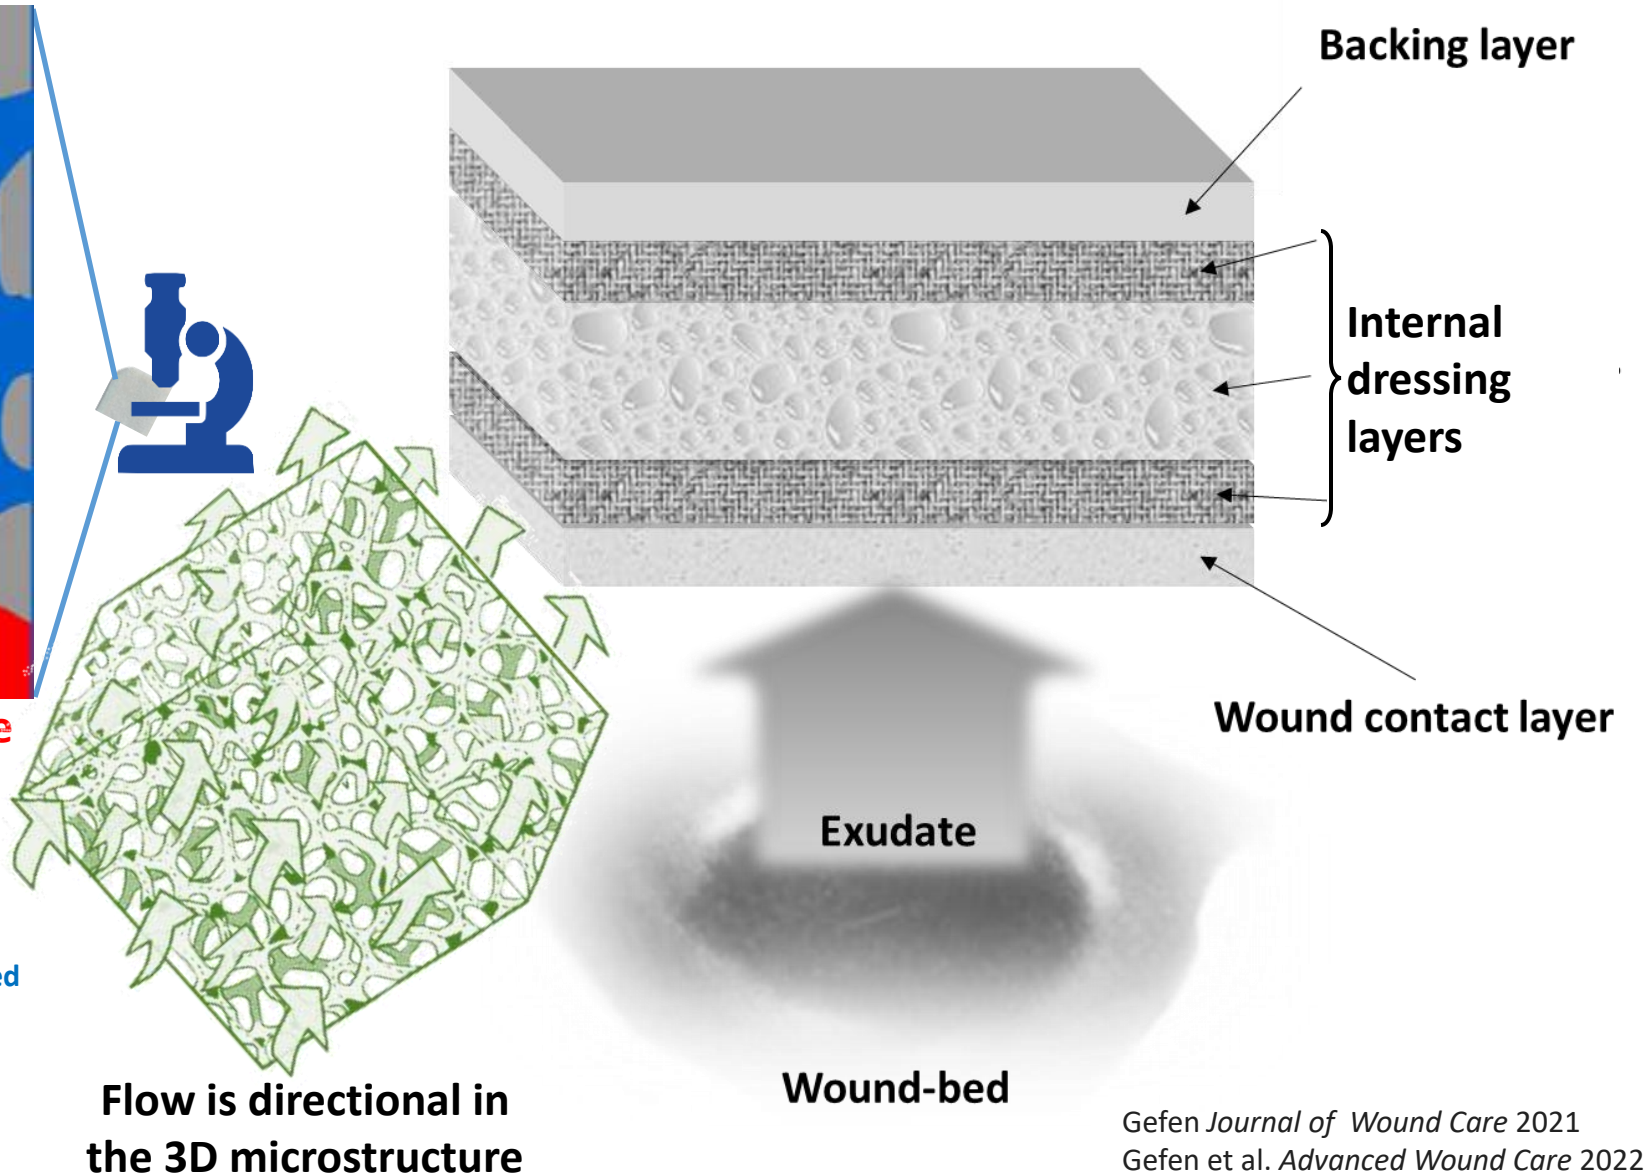 Backing layer
Internal
dressing
layers
Wound contact layer
Exudate
Wound-bed
Flow is directional in
the 3D microstructure
Gefen Journal of Wound Care 2021
Gefen et al. Advanced Wound Care 2022